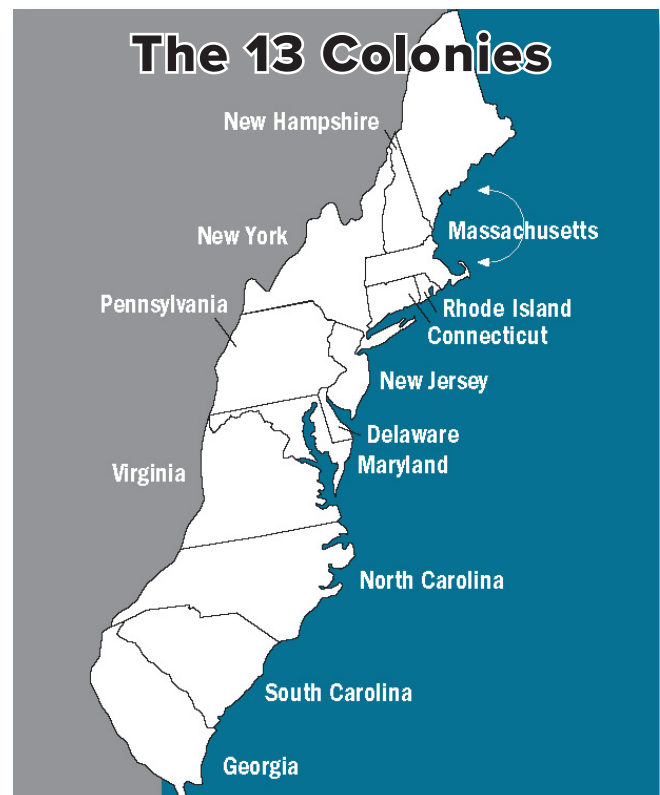 The 13 Colonies
New Hampshire
New York
Massachusetts
Pennsylvania
Rhode Island
Connecticut
New Jersey
Delaware
Maryland
Virginia
North Carolina
South Carolina
Georgia